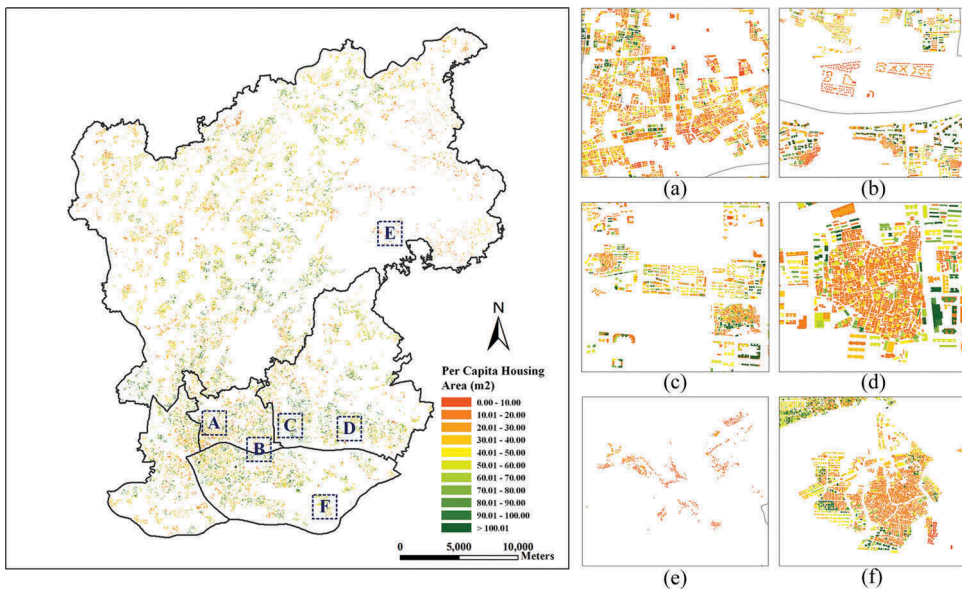 E
N
Per Capita Housing
Area (m2)
0.00 - 10.00
10.01 - 20.00
20.01 - 30.00
30.01 - 40.00
40.01 - 50.00
50.01 - 60.00
60.01 - 70.00
70.01 - 80.00
80.01 - 90.00
90.01 - 100.00
> 100.01
A
B
C
D
F
0 5,000 10,000
Meters
(a) (b)
(c) (d)
(e) (f)